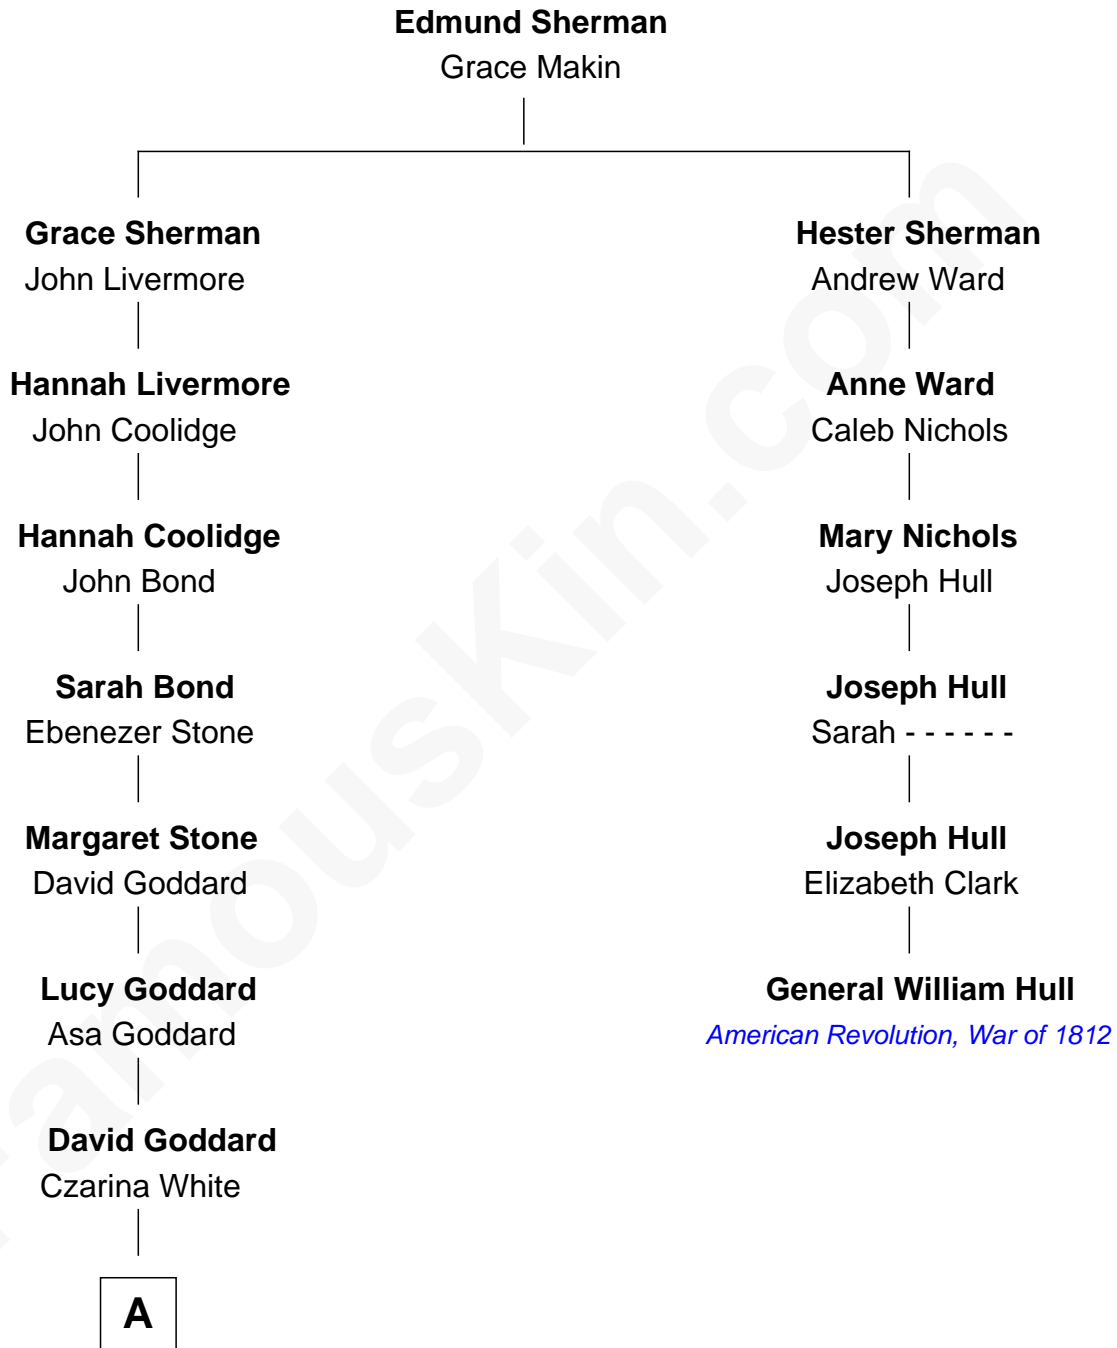 Edmund Sherman
Grace Makin
Grace Sherman
John Livermore
Hannah Livermore
John Coolidge
Hannah Coolidge
John Bond
Sarah Bond
Ebenezer Stone
Margaret Stone
David Goddard
Lucy Goddard
Asa Goddard
David Goddard
Czarina White
A
Hester Sherman
Andrew Ward
Anne Ward
Caleb Nichols
Mary Nichols
Joseph Hull
Joseph Hull
Sarah - - - - - -
Joseph Hull
Elizabeth Clark
General William Hull
American Revolution, War of 1812
FamousKin.com